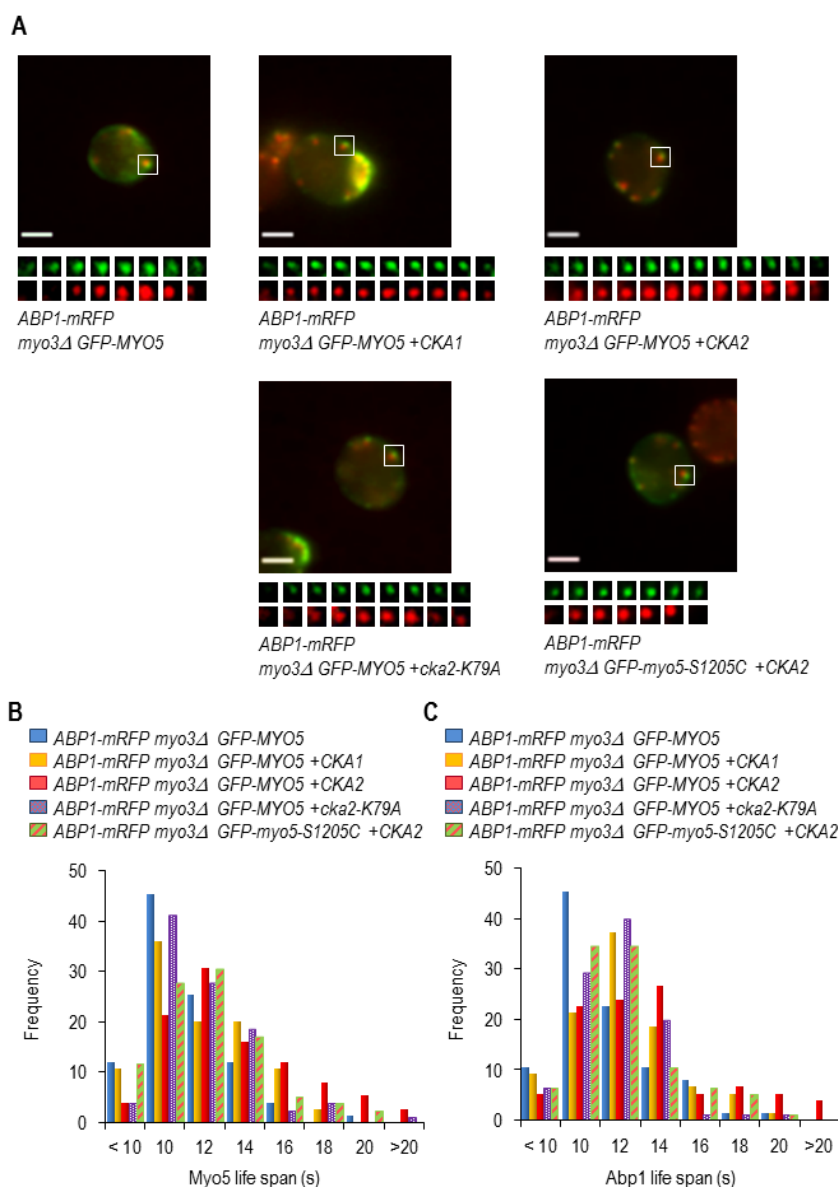 A
ABP1-mRFP
myo3Δ GFP-MYO5
ABP1-mRFP
myo3Δ GFP-MYO5 +CKA1
ABP1-mRFP
myo3Δ GFP-MYO5 +CKA2
ABP1-mRFP
myo3Δ GFP-MYO5 +cka2-K79A
ABP1-mRFP
myo3Δ GFP-myo5-S1205C +CKA2
B
ABP1-mRFP myo3Δ GFP-MYO5
ABP1-mRFP myo3Δ GFP-MYO5 +CKA1
ABP1-mRFP myo3Δ GFP-MYO5 +CKA2
ABP1-mRFP myo3Δ GFP-MYO5 +cka2-K79A
ABP1-mRFP myo3Δ GFP-myo5-S1205C +CKA2
50
40
30
20
10
0
Frequency
< 10 10 12 14 16 18 20 >20
Myo5 life span (s)
C
ABP1-mRFP myo3Δ GFP-MYO5
ABP1-mRFP myo3Δ GFP-MYO5 +CKA1
ABP1-mRFP myo3Δ GFP-MYO5 +CKA2
ABP1-mRFP myo3Δ GFP-MYO5 +cka2-K79A
ABP1-mRFP myo3Δ GFP-myo5-S1205C +CKA2
50
40
30
20
10
0
Frequency
< 10 10 12 14 16 18 20 >20
Abp1 life span (s)